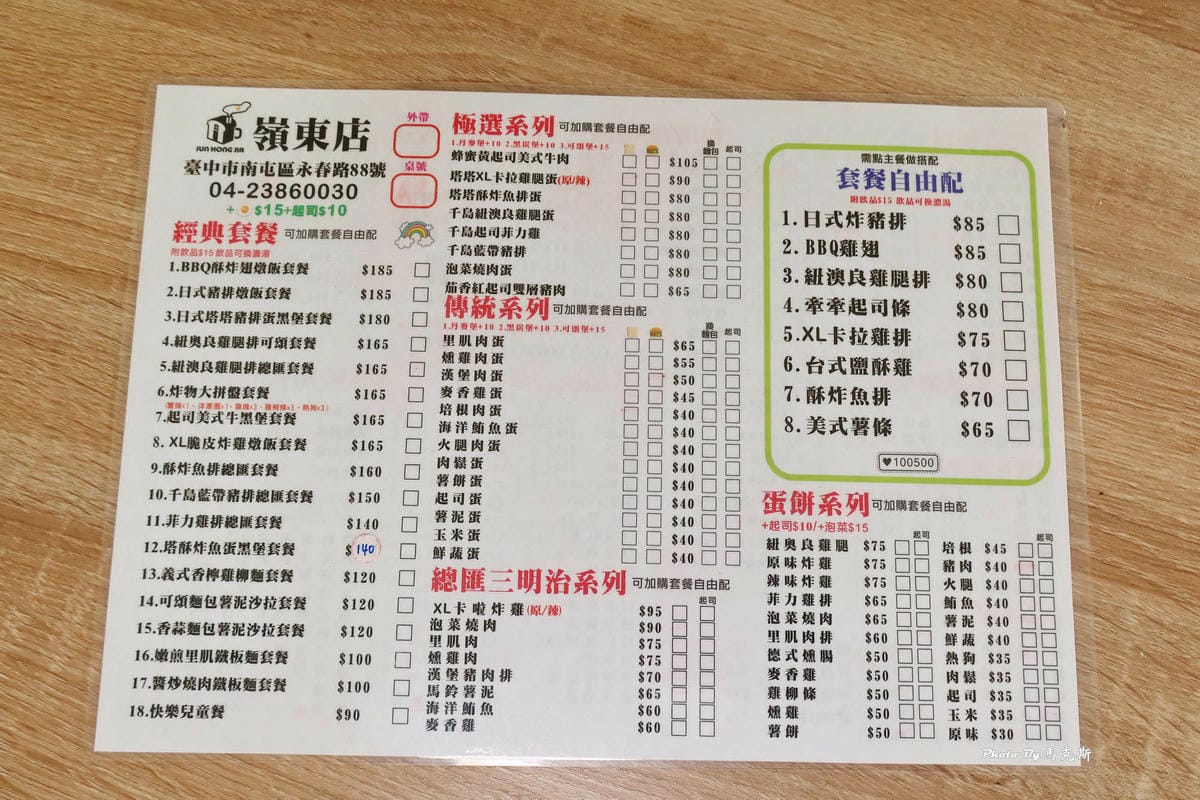 JUN HONG JIA
嶺東店
外帶
臺中市南屯區永春路88號
桌號
04-23860030
+ $15+起司$10
經典套餐 可加購套餐自由配
附飲品$15 飲品可換濃湯
1.BBQ酥炸翅燉飯套餐 $185
2.日式豬排燉飯套餐 $185
3.日式塔塔豬排蛋黑堡套餐 $180
4.紐奧良雞腿排可頌套餐 $165
5.紐澳良雞腿排總匯套餐 $165
6.炸物大拼盤套餐 $165
(薯條x1、洋蔥圈x1、雞塊x3、雞柳條x3、熱狗x3)
7.起司美式牛黑堡套餐 $165
8. XL脆皮炸雞燉飯套餐 $165
9.酥炸魚排總匯套餐 $160
10.千島藍帶豬排總匯套餐 $150
11.菲力雞排總匯套餐 $140
12.塔酥炸魚蛋黑堡套餐 $140
13.義式香檸雞柳麵套餐 $120
14.可頌麵包薯泥沙拉套餐 $120
15.香蒜麵包薯泥沙拉套餐 $120
16.嫩煎里肌鐵板麵套餐 $100
17.醬炒燒肉鐵板麵套餐 $100
18.快樂兒童餐 $90
極選系列 可加購套餐自由配
1.丹麥堡+10 2.黑炭堡+10 3.可頌堡+15
換麵包 起司
蜂蜜黃起司美式牛肉 $105
塔塔XL卡拉雞腿蛋(原/辣) $90
塔塔酥炸魚排蛋 $80
千島紐澳良雞腿蛋 $80
千島起司菲力雞 $80
千島藍帶豬排 $80
泡菜燒肉蛋 $80
茄香紅起司雙層豬肉 $65
傳統系列 可加購套餐自由配
1.丹麥堡+10 2.黑炭堡+10 3.可頌堡+15
換麵包 起司
里肌肉蛋 $65
燻雞肉蛋 $55
漢堡肉蛋 $50
麥香雞蛋 $45
培根肉蛋 $40
海洋鮪魚蛋 $40
火腿肉蛋 $40
肉鬆蛋 $40
薯餅蛋 $40
起司蛋 $40
薯泥蛋 $40
玉米蛋 $40
鮮蔬蛋 $40
總匯三明治系列 可加購套餐自由配
起司
XL卡啦炸雞(原/辣) $95
泡菜燒肉 $90
里肌肉 $75
燻雞肉 $75
漢堡豬肉排 $70
馬鈴薯泥 $65
海洋鮪魚 $60
麥香雞 $60
需點主餐做搭配
套餐自由配
附飲品$15 飲品可換濃湯
1.日式炸豬排 $85
2.BBQ雞翅 $85
3.紐澳良雞腿排 $80
4.牽牽起司條 $80
5.XL卡拉雞排 $75
6.台式鹽酥雞 $70
7.酥炸魚排 $70
8.美式薯條 $65
♥100500
蛋餅系列 可加購套餐自由配
+起司$10/+泡菜$15
起司
紐奧良雞腿 $75
原味炸雞 $75
辣味炸雞 $75
菲力雞排 $65
泡菜燒肉 $65
里肌肉排 $60
德式燻腸 $50
麥香雞 $50
雞柳條 $50
燻雞 $50
薯餅 $50
起司
培根 $45
豬肉 $40
火腿 $40
鮪魚 $40
薯泥 $40
鮮蔬 $40
熱狗 $35
肉鬆 $35
起司 $35
玉米 $35
原味 $30
Photo By 馬克斯